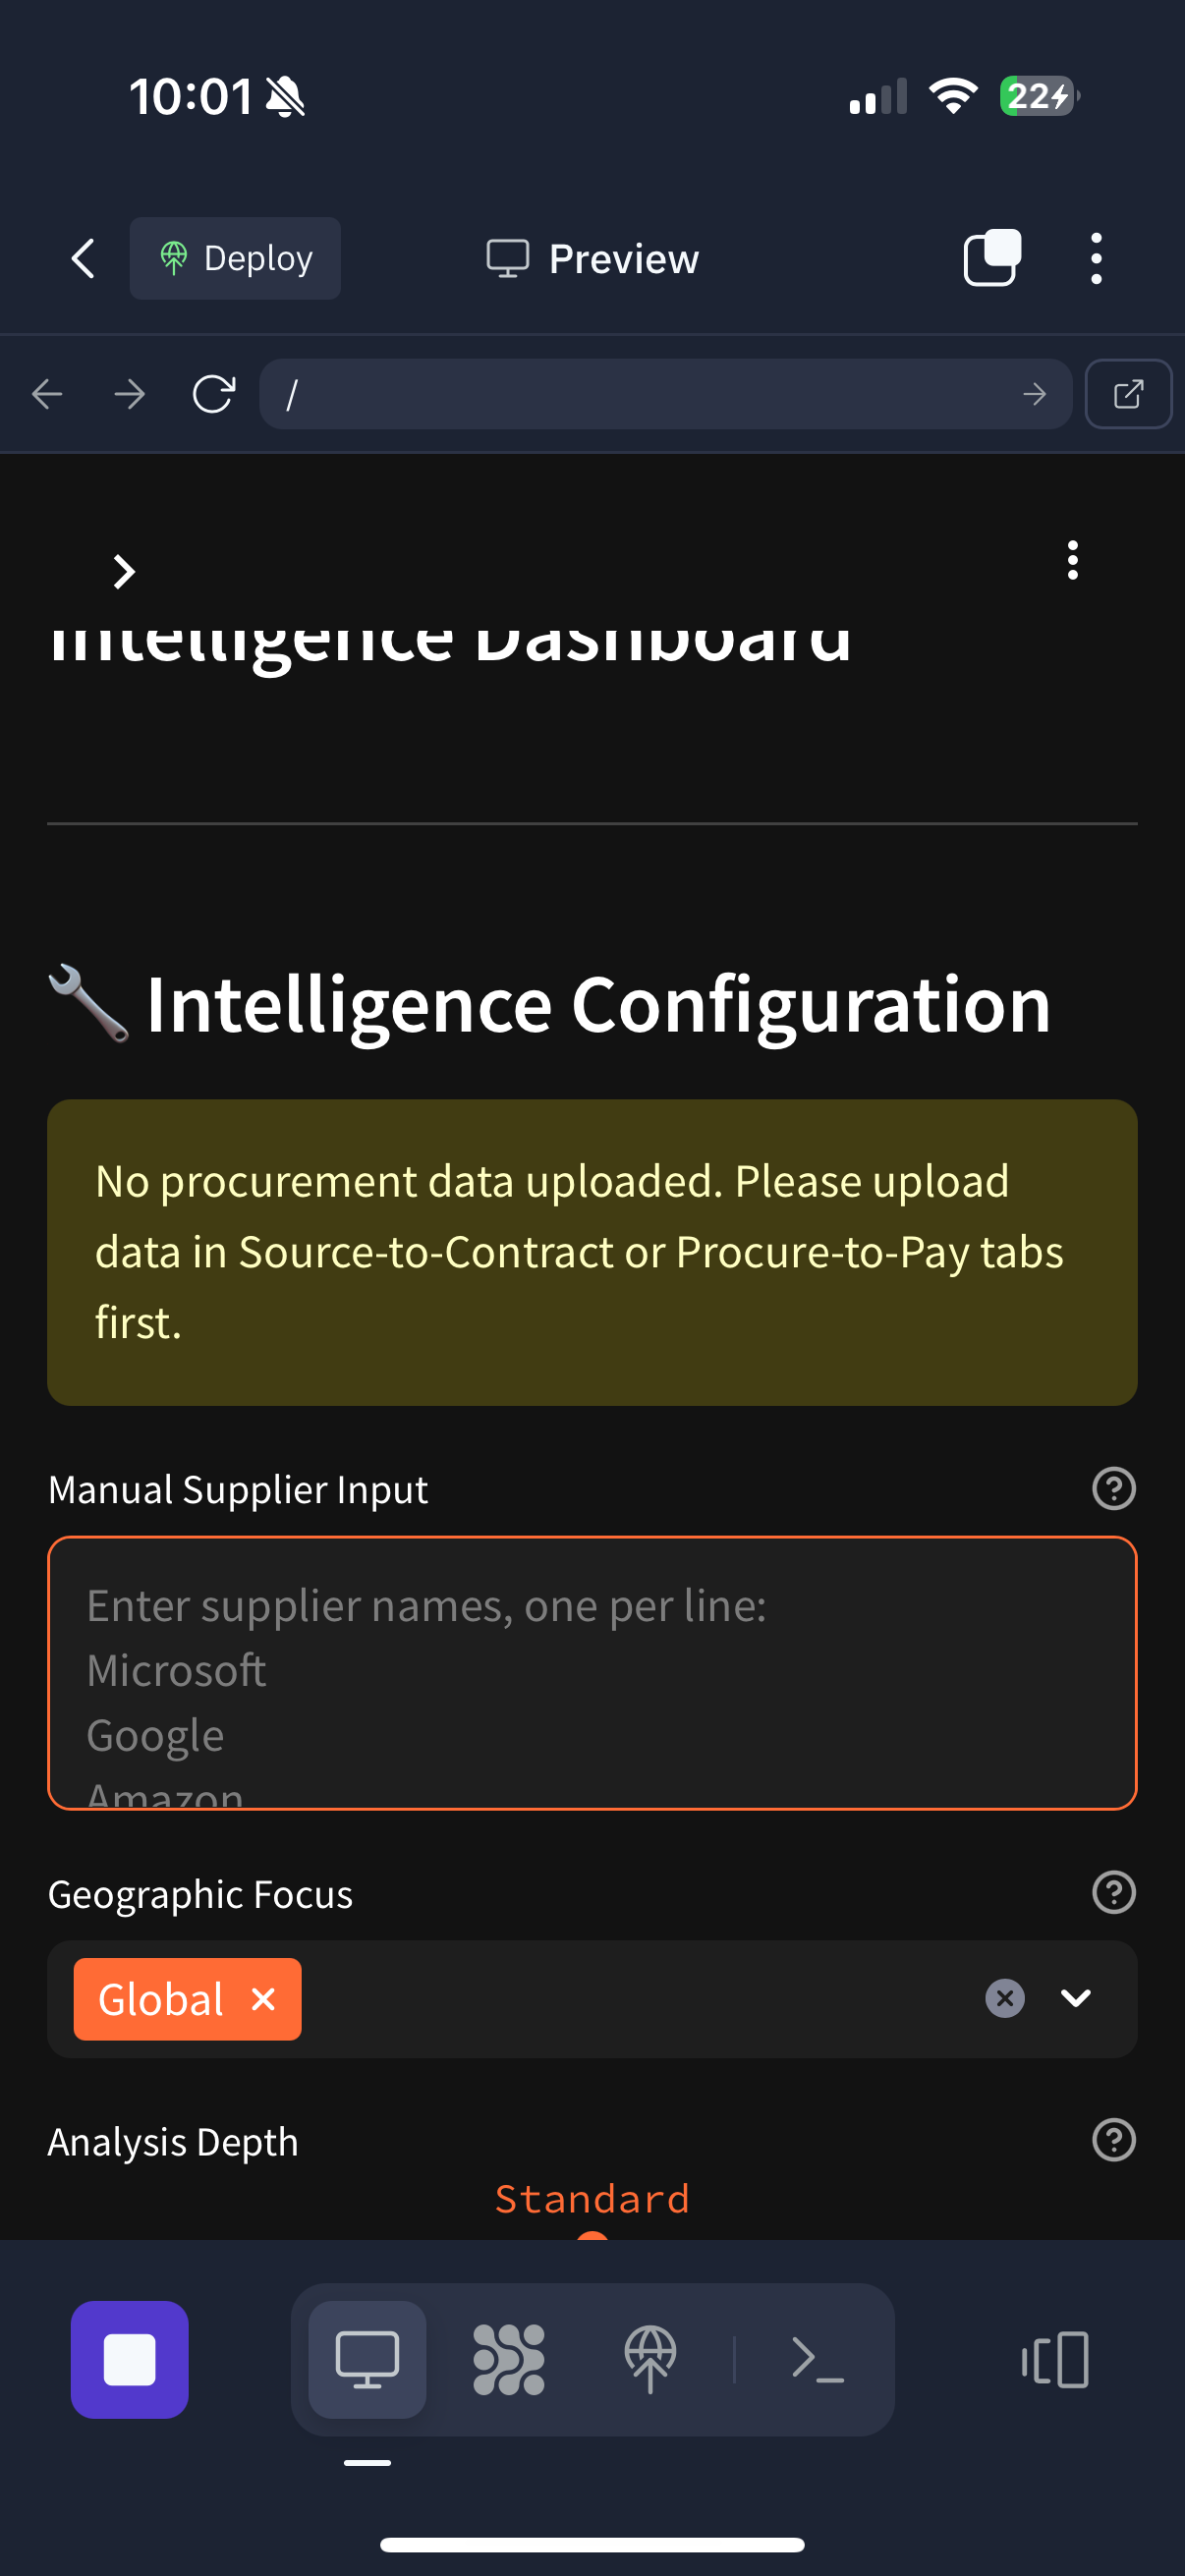 10:01
22
Deploy
Preview
/
Intelligence Dashboard
Intelligence Configuration
No procurement data uploaded. Please upload
data in Source-to-Contract or Procure-to-Pay tabs
first.
Manual Supplier Input
Enter supplier names, one per line:
Microsoft
Google
Amazon
Geographic Focus
Global
Analysis Depth
Standard